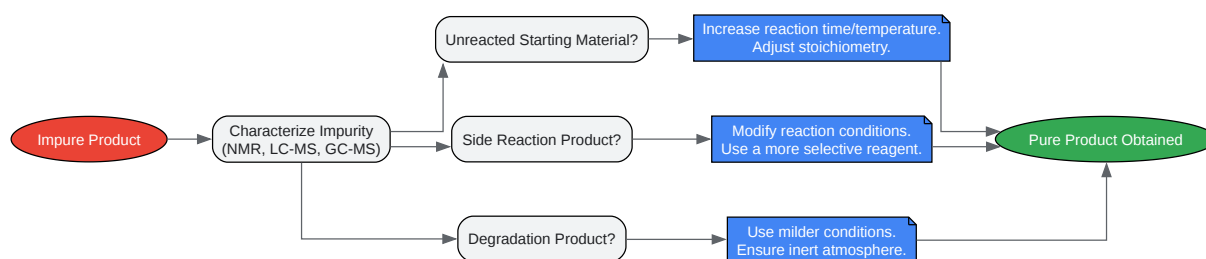 Impure Product
Characterize Impurity
(NMR, LC-MS, GC-MS)
Unreacted Starting Material?
Increase reaction time/temperature.
Adjust stoichiometry.
Side Reaction Product?
Modify reaction conditions.
Use a more selective reagent.
Degradation Product?
Use milder conditions.
Ensure inert atmosphere.
Pure Product Obtained